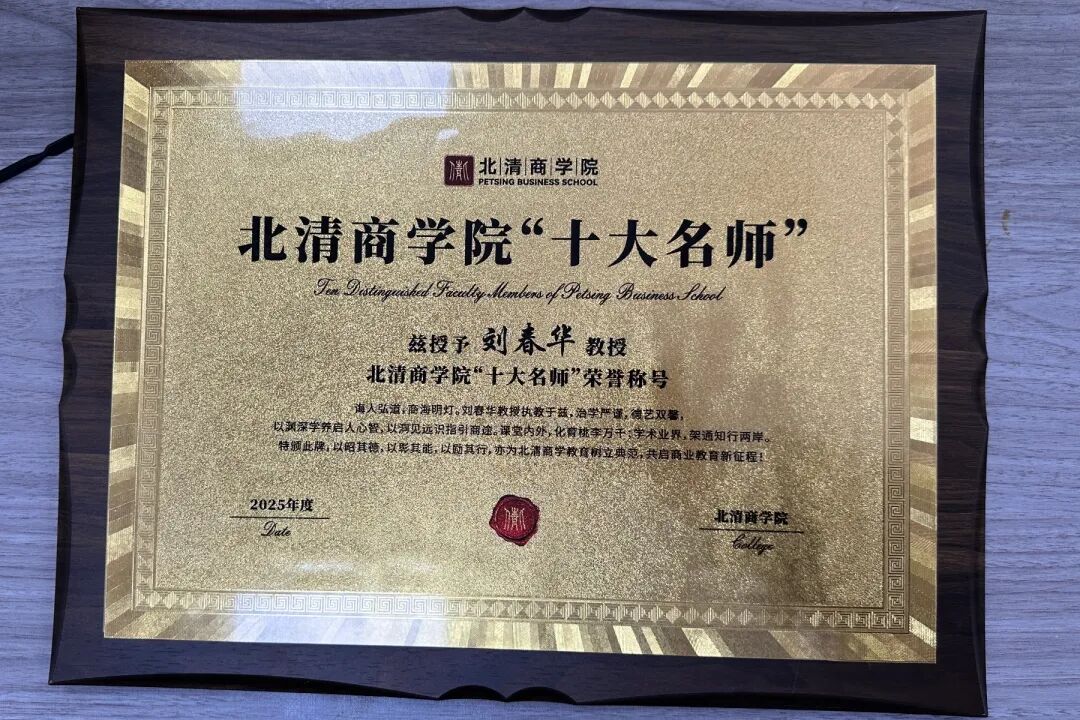 北清商学院
PETSING BUSINESS SCHOOL
北清商学院“十大名师”
Ten Distinguished Faculty Members of Petsing Business School
兹授予 刘春华 教授
北清商学院“十大名师”荣誉称号
诲人弘道，商海明灯。刘春华教授执教于兹，治学严谨，德艺双馨，
以渊深学养启人心智，以洞见远识指引商途。课堂内外，化育桃李万千；学术业界，架通知行两岸。
特颁此牌，以昭其德，以彰其能，以励其行，亦为北清商学教育树立典范，共启商业教育新征程！
2025年度
Date
北清商学院
College